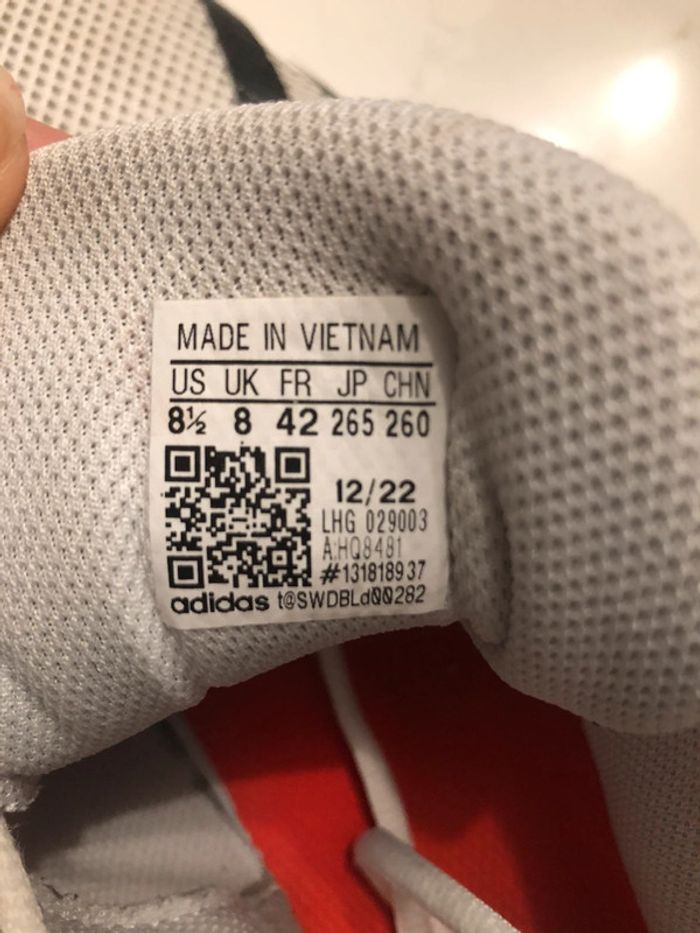 MADE IN VIETNAM
US UK FR JP CHN
8½ 8 42 265 260
12/22
LHG 029003
A:HQ8481
#131818937
adidas t@SWDBLd00282